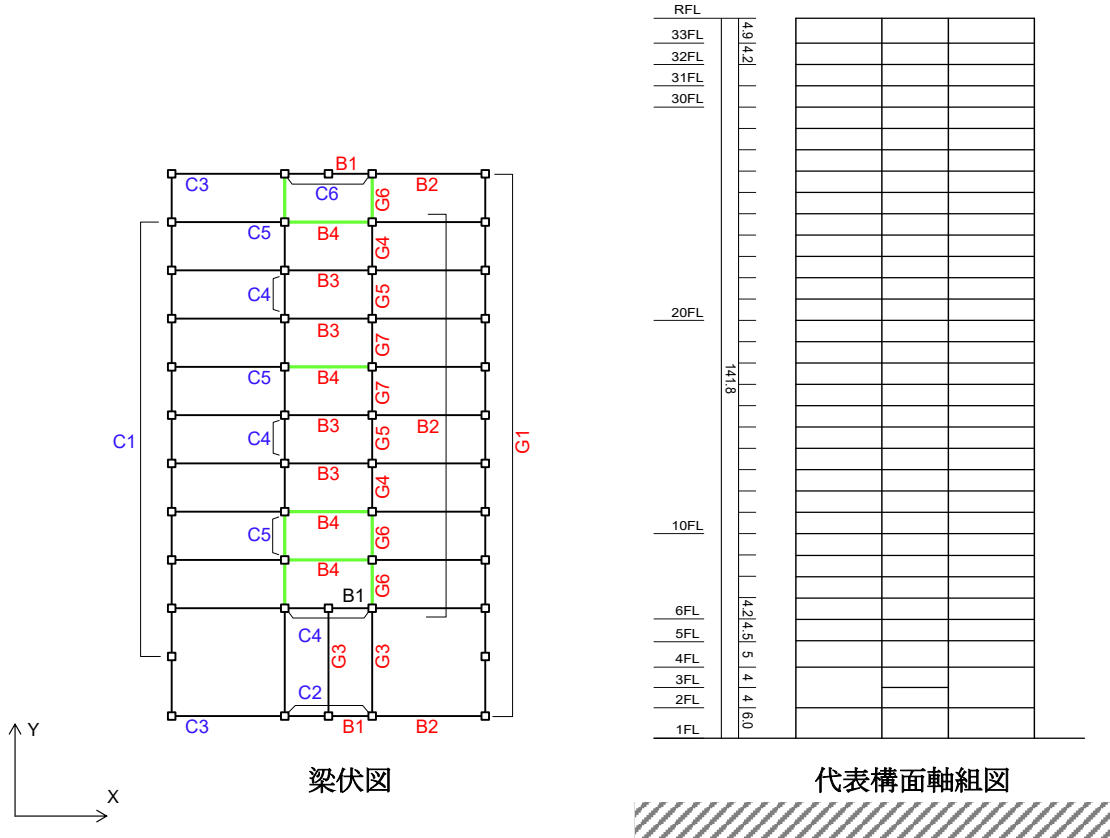 B1
C3
C6
G6
B2
C5
B4
G4
B3
C4
G5
B3
G7
C5
B4
G7
C1
C4
B3
G5
B2
G1
B3
G4
C5
B4
G6
B4
G6
B1
C4
G3
G3
C2
C3
B1
B2
Y
X
梁伏図
RFL
33FL
32FL
31FL
30FL
20FL
10FL
6FL
5FL
4FL
3FL
2FL
1FL
4.9
4.2
141.8
4.2
4.5
5
4
4
6.0
代表構面軸組図